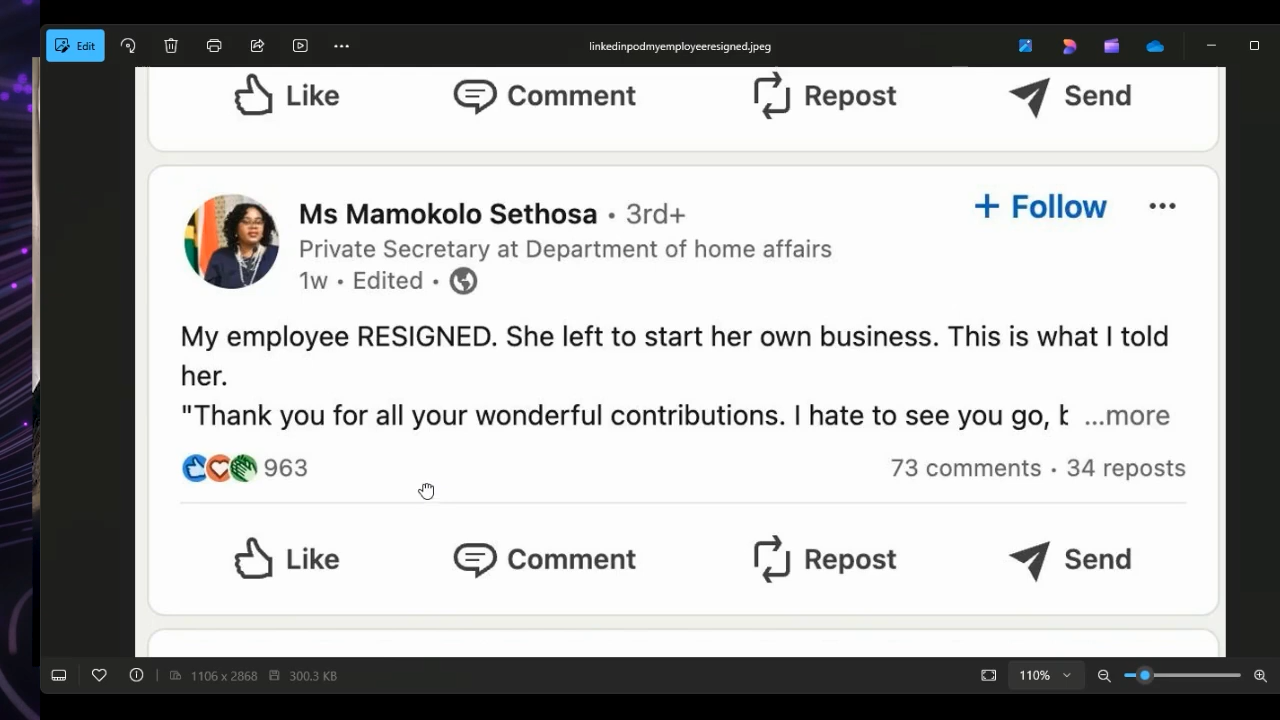 Edit
linkedinpodmyemployeeresigned.jpeg
Like Comment Repost Send
Ms Mamokolo Sethosa • 3rd+
+ Follow
Private Secretary at Department of home affairs
1w • Edited •
My employee RESIGNED. She left to start her own business. This is what I told
her.
"Thank you for all your wonderful contributions. I hate to see you go, b ...more
963
73 comments • 34 reposts
Like Comment Repost Send
1106 x 2868 300.3 KB
110%